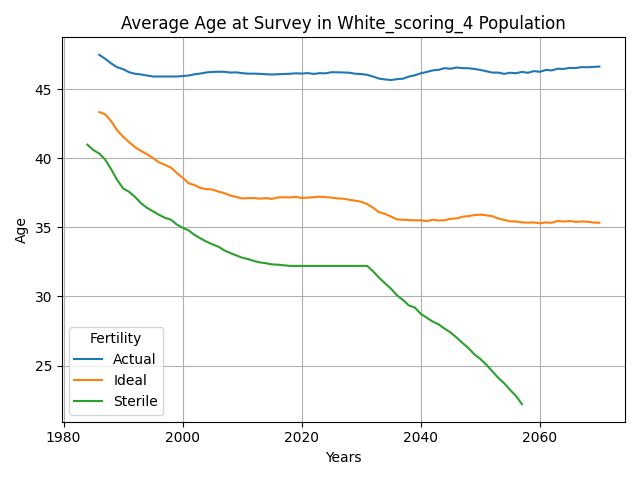 Average Age at Survey in White_scoring_4 Population
Age
45
40
35
30
25
Fertility
Actual
Ideal
Sterile
1980
2000
2020
2040
2060
Years